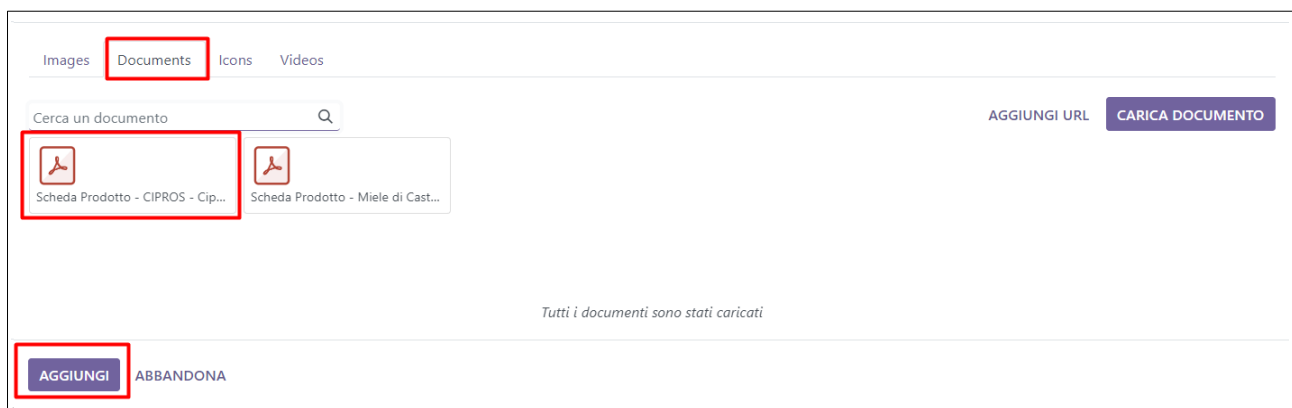 Images Documents Icons Videos
Cerca un documento
AGGIUNGI URL CARICA DOCUMENTO
Scheda Prodotto - CIPROS - Cip... Scheda Prodotto - Miele di Cast...
Tutti i documenti sono stati caricati
AGGIUNGI ABBANDONA